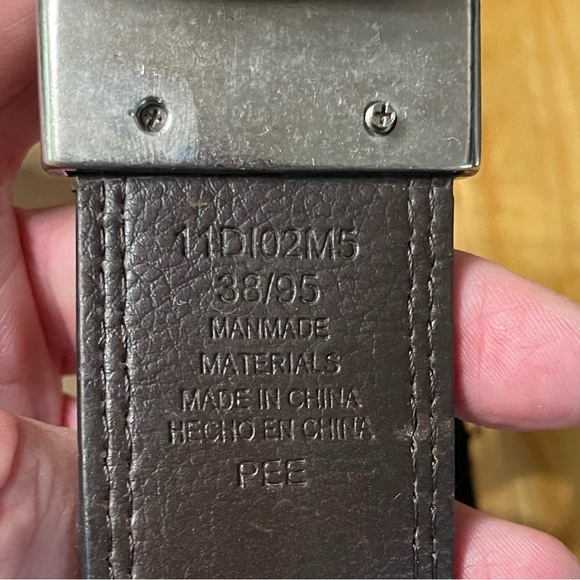 11DI02M5
38/95
MANMADE
MATERIALS
MADE IN CHINA
HECHO EN CHINA
PEE